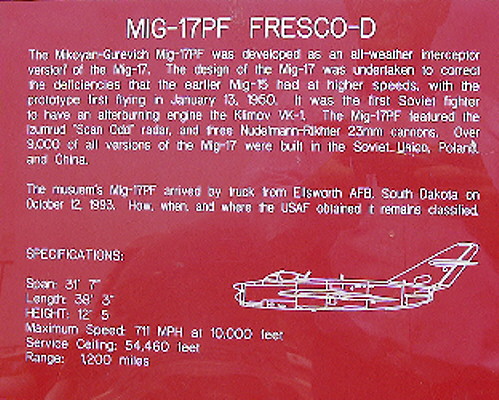 MIG-17PF FRESCO-D
The Mikoyan-Gurevich Mig-17PF was developed as an all-weather interceptor
version of the Mig-17. The design of the Mig-17 was undertaken to correct
the deficiencies that the earlier Mig-15 had at higher speeds, with the
prototype first flying in January 13, 1950. It was the first Soviet fighter
to have an afterburning engine the Klimov VK-1. The Mig-17PF featured the
Izumrud "Scan Odd" radar, and three Nudelmann-Rikhter 23mm cannons. Over
9,000 of all versions of the Mig-17 were built in the Soviet Union, Poland,
and China.
The musuem's Mig-17PF arrived by truck from Ellsworth AFB, South Dakota on
October 12, 1993. How, when, and where the USAF obtained it remains classified.
SPECIFICATIONS:
Span: 31' 7"
Length: 38' 3"
HEIGHT: 12' 5
Maximum Speed: 711 MPH at 10,000 feet
Service Ceiling: 54,460 feet
Range: 1,200 miles